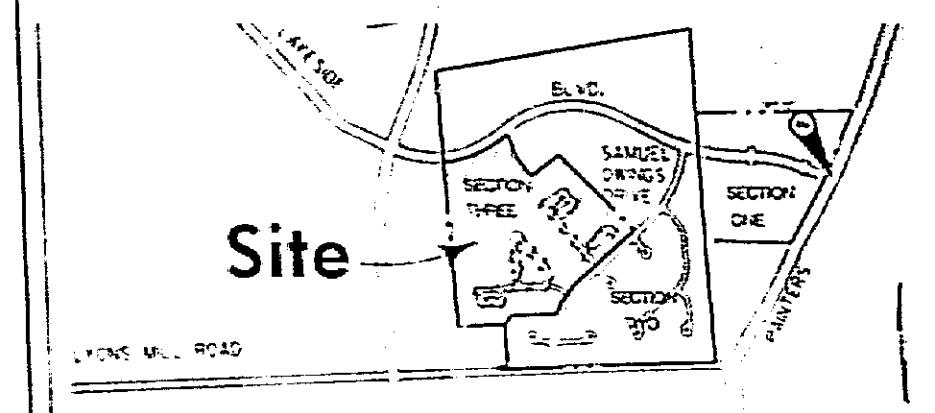 LAKESIDE
BLVD.
SAMUEL
OWINGS
DRIVE
SECTION
THREE
SECTION
ONE
Site
SECTION
TWO
PAINTERS
LYONS MILL ROAD